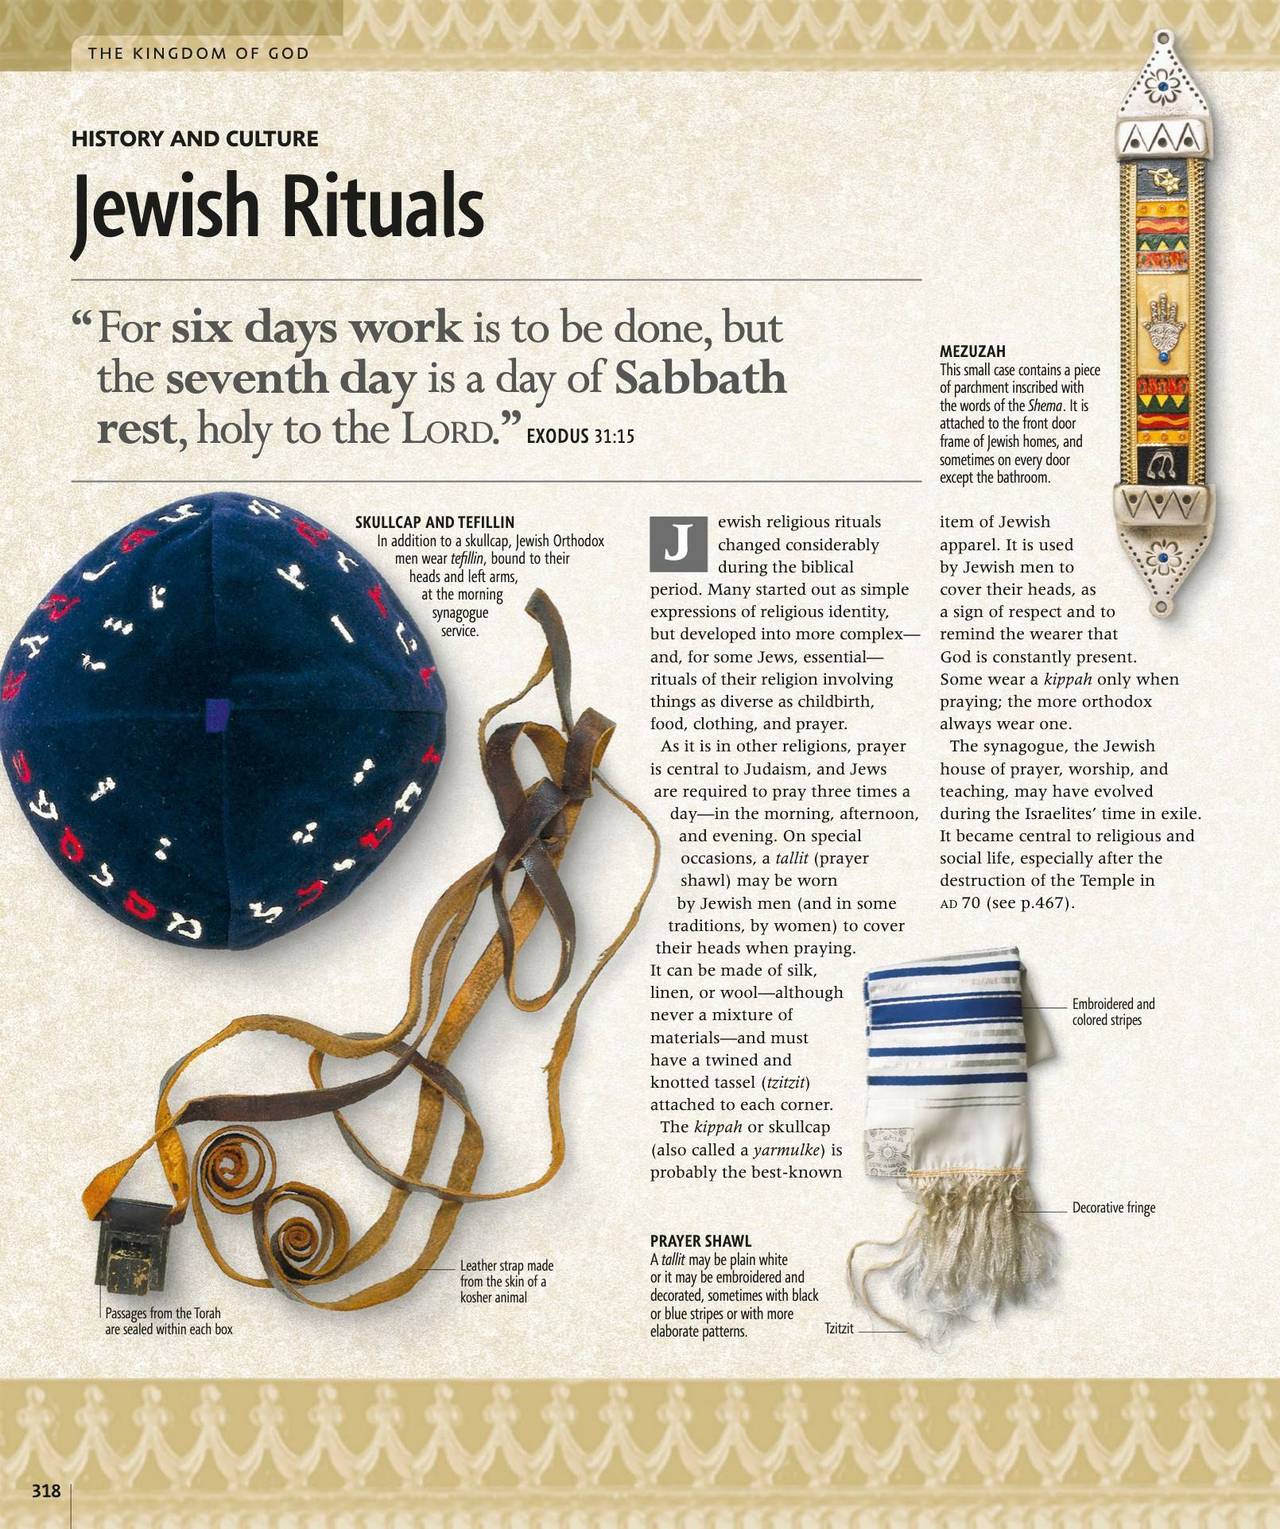 THE KINGDOM OF GOD
HISTORY AND CULTURE
Jewish Rituals
“For six days work is to be done, but
the seventh day is a day of Sabbath
rest, holy to the LORD.” EXODUS 31:15
MEZUZAH
This small case contains a piece
of parchment inscribed with
the words of the Shema. It is
attached to the front door
frame of Jewish homes, and
sometimes on every door
except the bathroom.
SKULLCAP AND TEFILLIN
In addition to a skullcap, Jewish Orthodox
men wear tefillin, bound to their
heads and left arms,
at the morning
synagogue
service.
Jewish religious rituals
changed considerably
during the biblical
period. Many started out as simple
expressions of religious identity,
but developed into more complex—
and, for some Jews, essential—
rituals of their religion involving
things as diverse as childbirth,
food, clothing, and prayer.
As it is in other religions, prayer
is central to Judaism, and Jews
are required to pray three times a
day—in the morning, afternoon,
and evening. On special
occasions, a tallit (prayer
shawl) may be worn
by Jewish men (and in some
traditions, by women) to cover
their heads when praying.
It can be made of silk,
linen, or wool—although
never a mixture of
materials—and must
have a twined and
knotted tassel (tzitzit)
attached to each corner.
The kippah or skullcap
(also called a yarmulke) is
probably the best-known
item of Jewish
apparel. It is used
by Jewish men to
cover their heads, as
a sign of respect and to
remind the wearer that
God is constantly present.
Some wear a kippah only when
praying; the more orthodox
always wear one.
The synagogue, the Jewish
house of prayer, worship, and
teaching, may have evolved
during the Israelites’ time in exile.
It became central to religious and
social life, especially after the
destruction of the Temple in
AD 70 (see p.467).
Embroidered and
colored stripes
Decorative fringe
PRAYER SHAWL
A tallit may be plain white
or it may be embroidered and
decorated, sometimes with black
or blue stripes or with more
elaborate patterns.
Tzitzit
Leather strap made
from the skin of a
kosher animal
Passages from the Torah
are sealed within each box
318